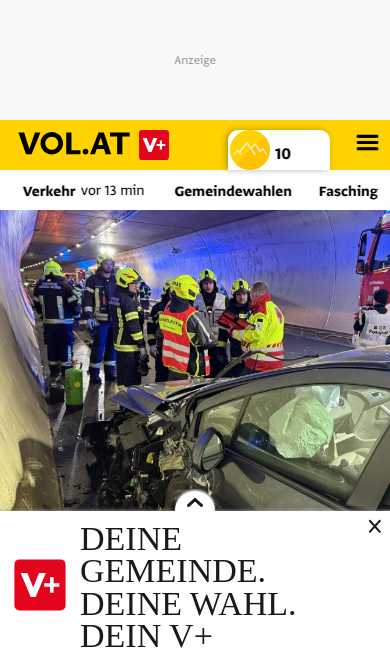 Anzeige
VOL.AT V+
10
Verkehr vor 13 min Gemeindewahlen Fasching
DEINE
GEMEINDE.
DEINE WAHL.
DEIN V+
V+